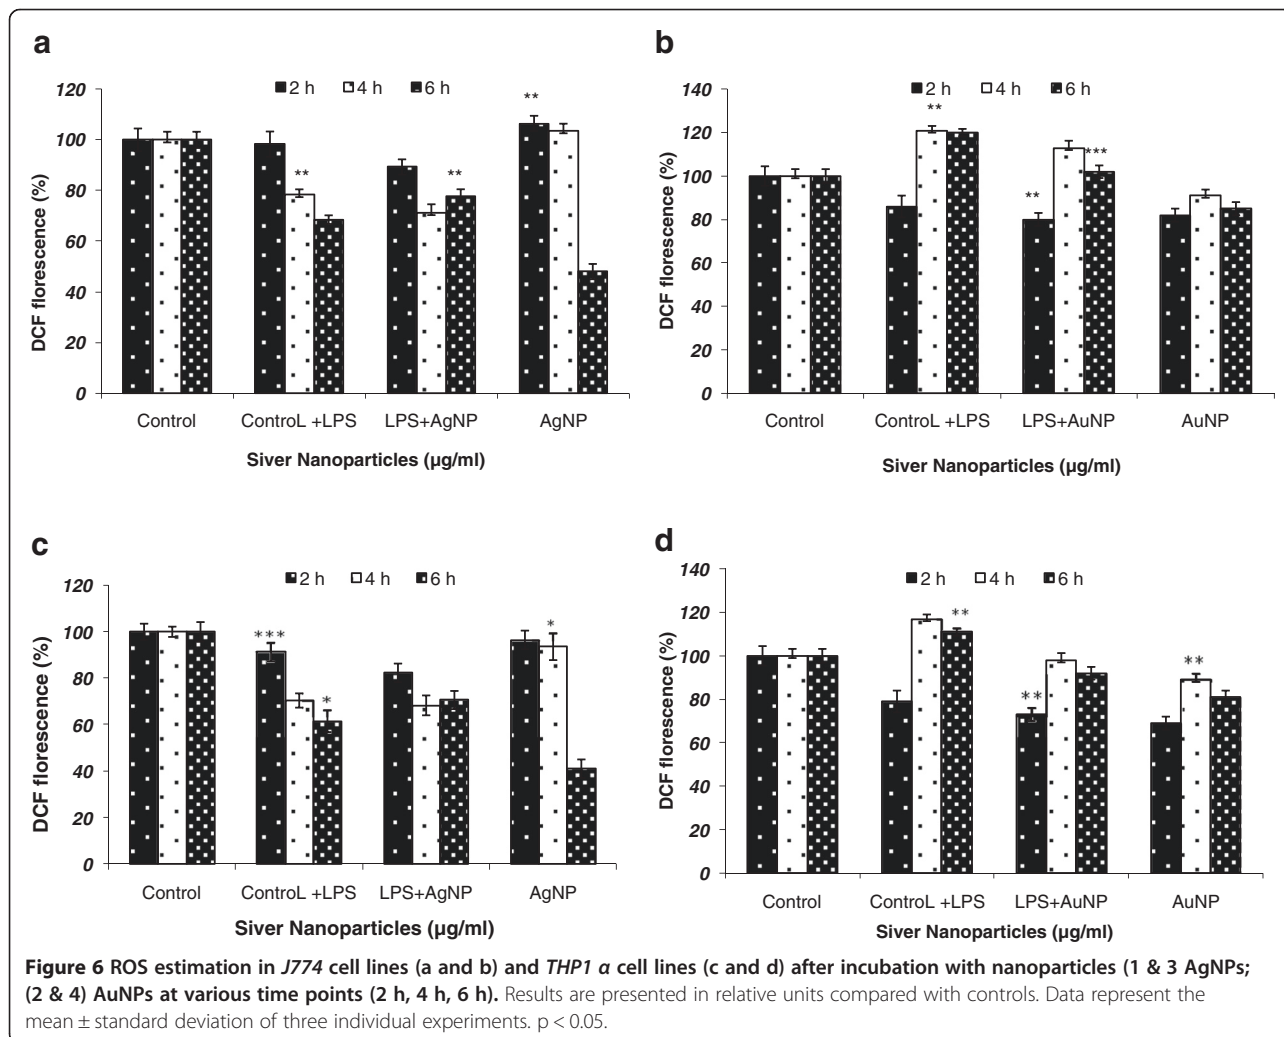 a
2 h 4 h 6 h
120
100
80
60
40
20
0
DCF florescence (%)
**
**
**
Control ControL +LPS LPS+AgNP AgNP
Siver Nanoparticles (µg/ml)
b
2 h 4 h 6 h
140
120
100
80
60
40
20
0
DCF florescence (%)
**
**
***
Control ControL +LPS LPS+AuNP AuNP
Siver Nanoparticles (µg/ml)
c
2 h 4 h 6 h
120
100
80
60
40
20
0
DCF florescence (%)
***
*
*
Control ControL +LPS LPS+AgNP AgNP
Siver Nanoparticles (µg/ml)
d
2 h 4 h 6 h
140
120
100
80
60
40
20
0
DCF florescence (%)
**
**
**
Control ControL +LPS LPS+AuNP AuNP
Siver Nanoparticles (µg/ml)
Figure 6 ROS estimation in J774 cell lines (a and b) and THP1 α cell lines (c and d) after incubation with nanoparticles (1 & 3 AgNPs;
(2 & 4) AuNPs at various time points (2 h, 4 h, 6 h). Results are presented in relative units compared with controls. Data represent the
mean ± standard deviation of three individual experiments. p < 0.05.